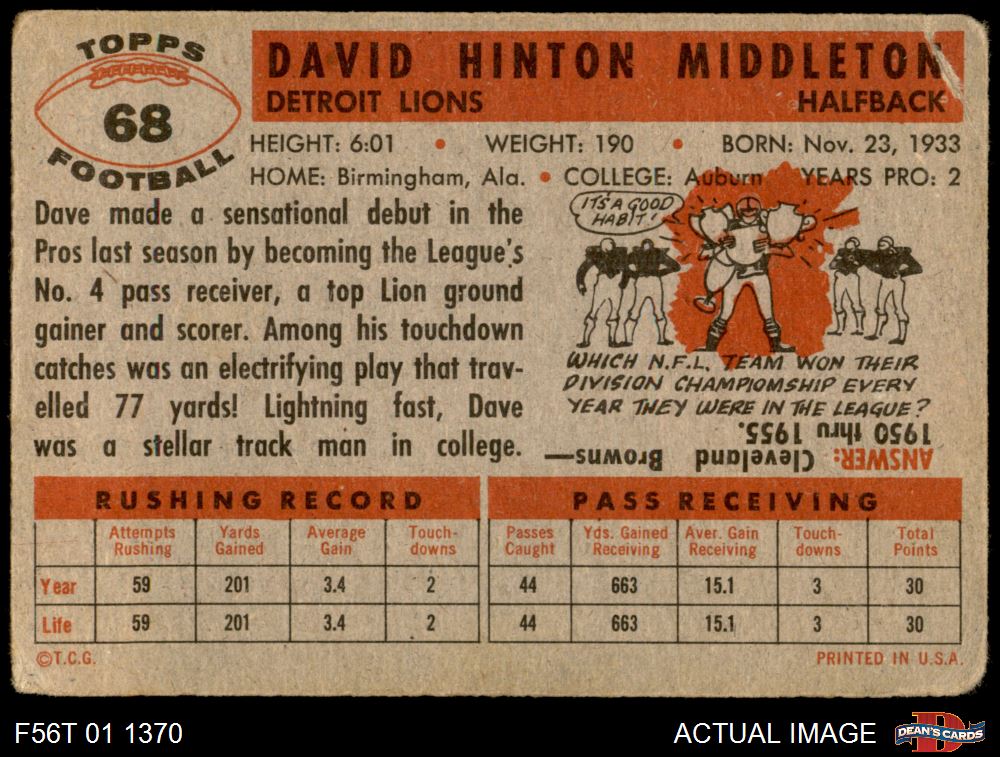 TOPPS
68
FOOTBALL
DAVID HINTON MIDDLETON
DETROIT LIONS HALFBACK
HEIGHT: 6:01 • WEIGHT: 190 • BORN: Nov. 23, 1933
HOME: Birmingham, Ala. • COLLEGE: Auburn YEARS PRO: 2
Dave made a sensational debut in the
Pros last season by becoming the League's
No. 4 pass receiver, a top Lion ground
gainer and scorer. Among his touchdown
catches was an electrifying play that trav-
elled 77 yards! Lightning fast, Dave
was a stellar track man in college.
IT'S A GOOD
HABIT!
WHICH N.F.L. TEAM WON THEIR
DIVISION CHAMPIOMSHIP EVERY
YEAR THEY WERE IN THE LEAGUE?
ANSWER: Cleveland Browns—
1950 thru 1955.
RUSHING RECORD
Attempts Rushing Yards Gained Average Gain Touch-downs
Year 59 201 3.4 2
Life 59 201 3.4 2
PASS RECEIVING
Passes Caught Yds. Gained Receiving Aver. Gain Receiving Touch-downs Total Points
44 663 15.1 3 30
44 663 15.1 3 30
©T.C.G. PRINTED IN U.S.A.
F56T 01 1370 ACTUAL IMAGE DEAN'S CARDS